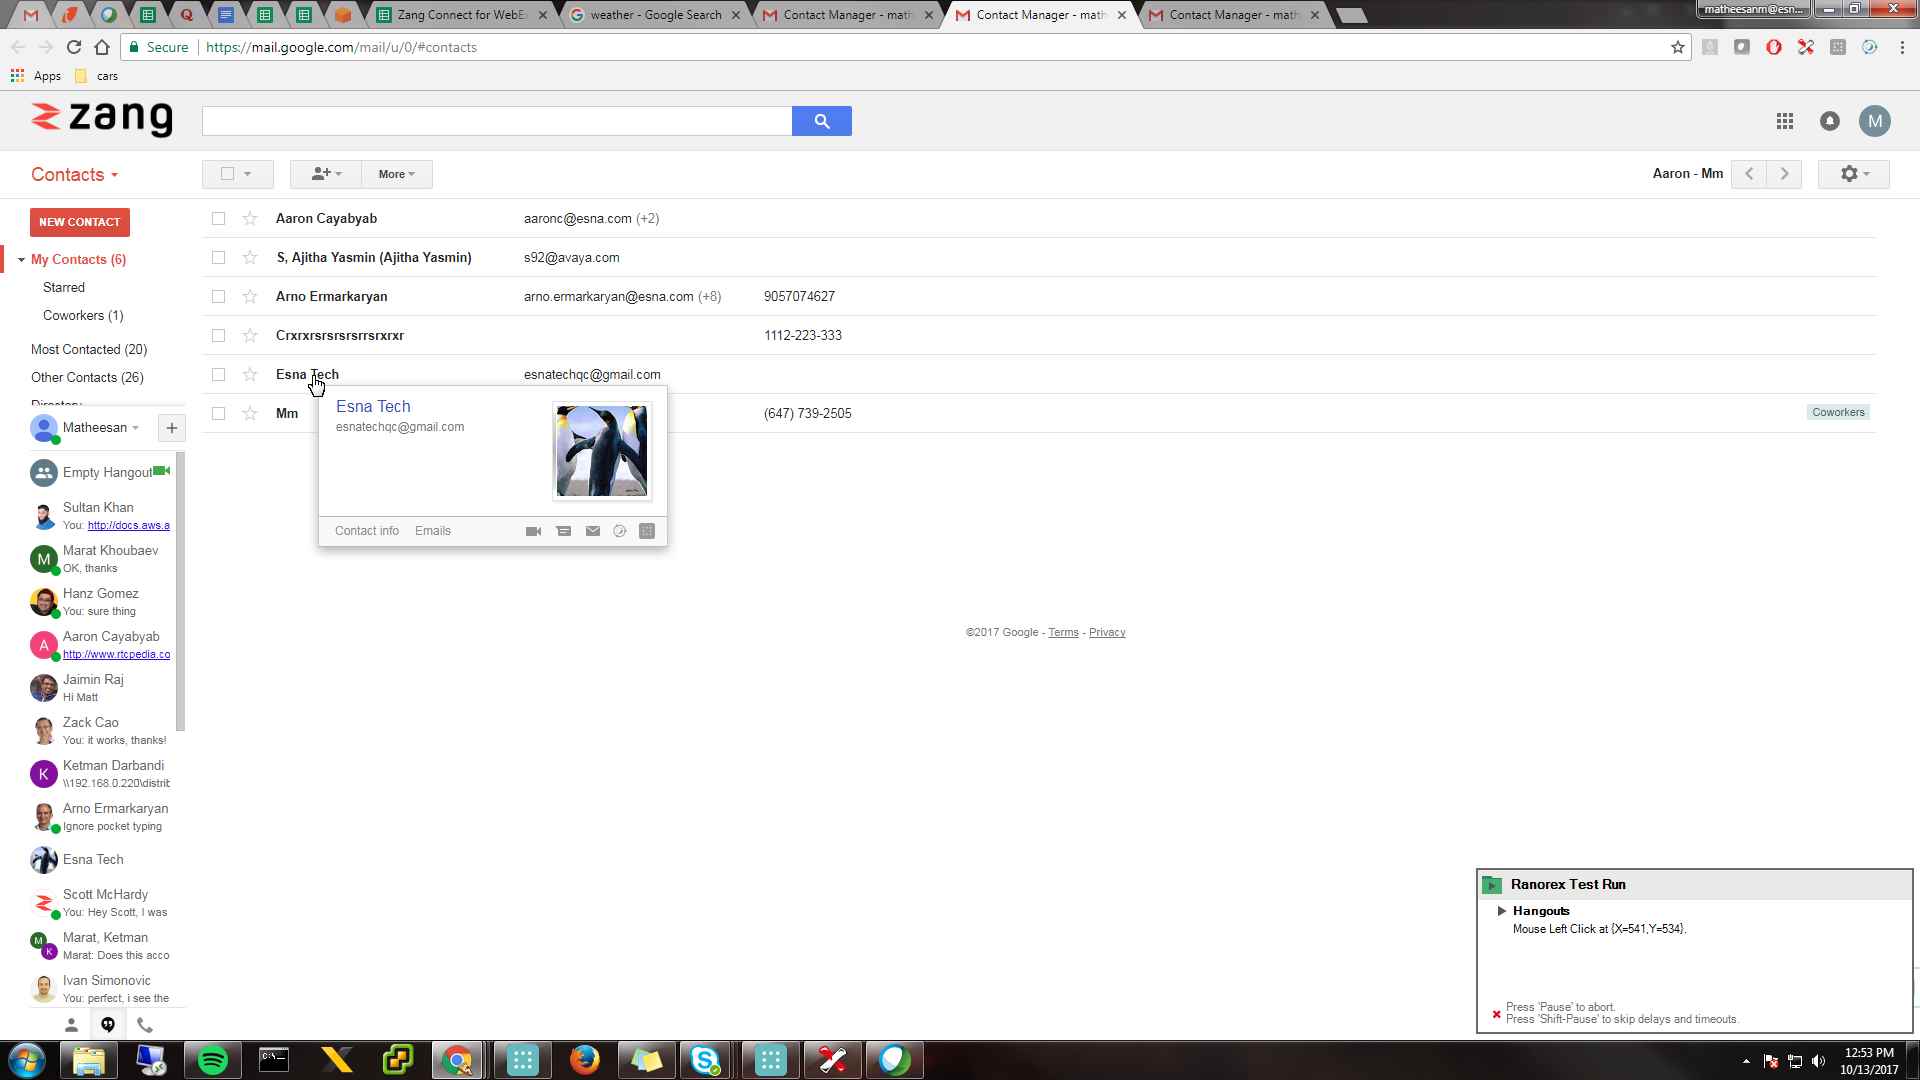 Zang Connect for WebE
weather - Google Search
Contact Manager - math
Contact Manager - math
Contact Manager - math
matheesanm@esn...
Secure
https://mail.google.com/mail/u/0/#contacts
Apps
cars
zang
M
Contacts
More
Aaron - Mm
NEW CONTACT
My Contacts (6)
Starred
Coworkers (1)
Most Contacted (20)
Other Contacts (26)
Directory
Aaron Cayabyab
aaronc@esna.com (+2)
S, Ajitha Yasmin (Ajitha Yasmin)
s92@avaya.com
Arno Ermarkaryan
arno.ermarkaryan@esna.com (+8)
9057074627
Crxrxrsrsrsrsrrsrxrxr
1112-223-333
Esna Tech
esnatechqc@gmail.com
Mm
(647) 739-2505
Coworkers
Esna Tech
esnatechqc@gmail.com
Contact info
Emails
Matheesan
Empty Hangout
Sultan Khan
You: http://docs.aws.a
M
Marat Khoubaev
OK, thanks
Hanz Gomez
You: sure thing
A
Aaron Cayabyab
http://www.rtcpedia.co
Jaimin Raj
Hi Matt
Zack Cao
You: it works, thanks!
K
Ketman Darbandi
\\192.168.0.220\distrib
Arno Ermarkaryan
Ignore pocket typing
Esna Tech
Scott McHardy
You: Hey Scott, I was
M
K
Marat, Ketman
Marat: Does this acco
Ivan Simonovic
You: perfect, i see the
©2017 Google - Terms - Privacy
Ranorex Test Run
Hangouts
Mouse Left Click at {X=541,Y=534}.
Press 'Pause' to abort.
Press 'Shift-Pause' to skip delays and timeouts.
12:53 PM
10/13/2017